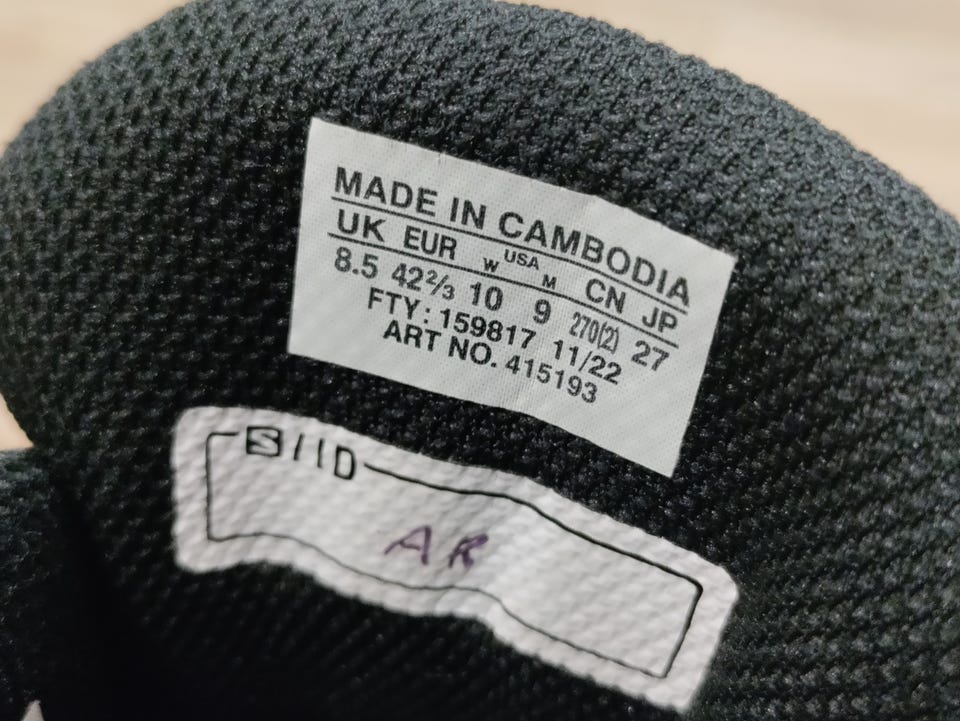 MADE IN CAMBODIA
UK EUR W USA M CN JP
8.5 42⅔ 10 9 270(2) 27
FTY: 159817 11/22
ART NO. 415193
S//D
AR